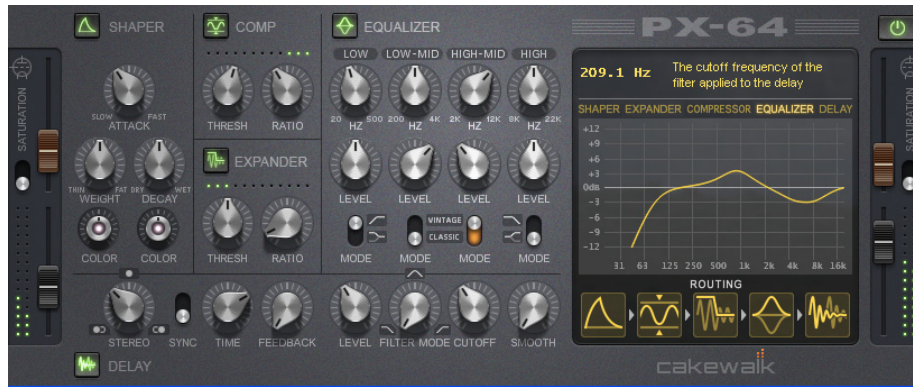 SHAPER
COMP
EQUALIZER
PX-64
LOW LOW-MID HIGH-MID HIGH
209.1 Hz
The cutoff frequency of the
filter applied to the delay
SATURATION
SLOW FAST
ATTACK
THRESH RATIO
20 HZ 500 200 HZ 4K 2K HZ 12K 8K HZ 22K
SHAPER EXPANDER COMPRESSOR EQUALIZER DELAY
SATURATION
EXPANDER
THIN FAT DRY WET
WEIGHT DECAY
LEVEL LEVEL LEVEL LEVEL
+12
+9
+6
+3
0dB
-3
-6
-9
-12
31 63 125 250 500 1k 2k 4k 8k 16k
VINTAGE
CLASSIC
COLOR COLOR
THRESH RATIO
MODE MODE MODE MODE
ROUTING
STEREO SYNC TIME FEEDBACK LEVEL FILTER MODE CUTOFF SMOOTH
DELAY
cakewalk